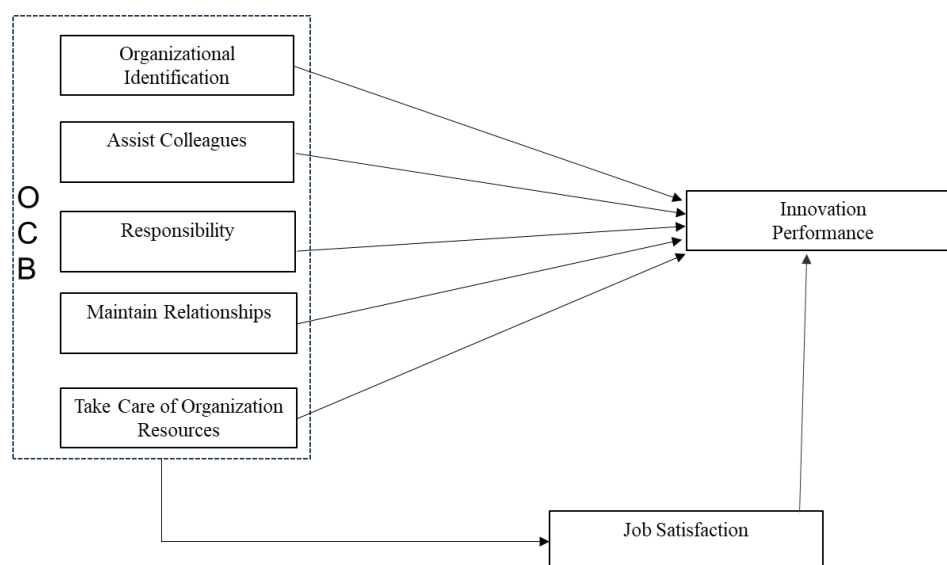 Organizational
Identification
Assist Colleagues
O
C
B
Responsibility
Maintain Relationships
Take Care of Organization
Resources
Innovation
Performance
Job Satisfaction